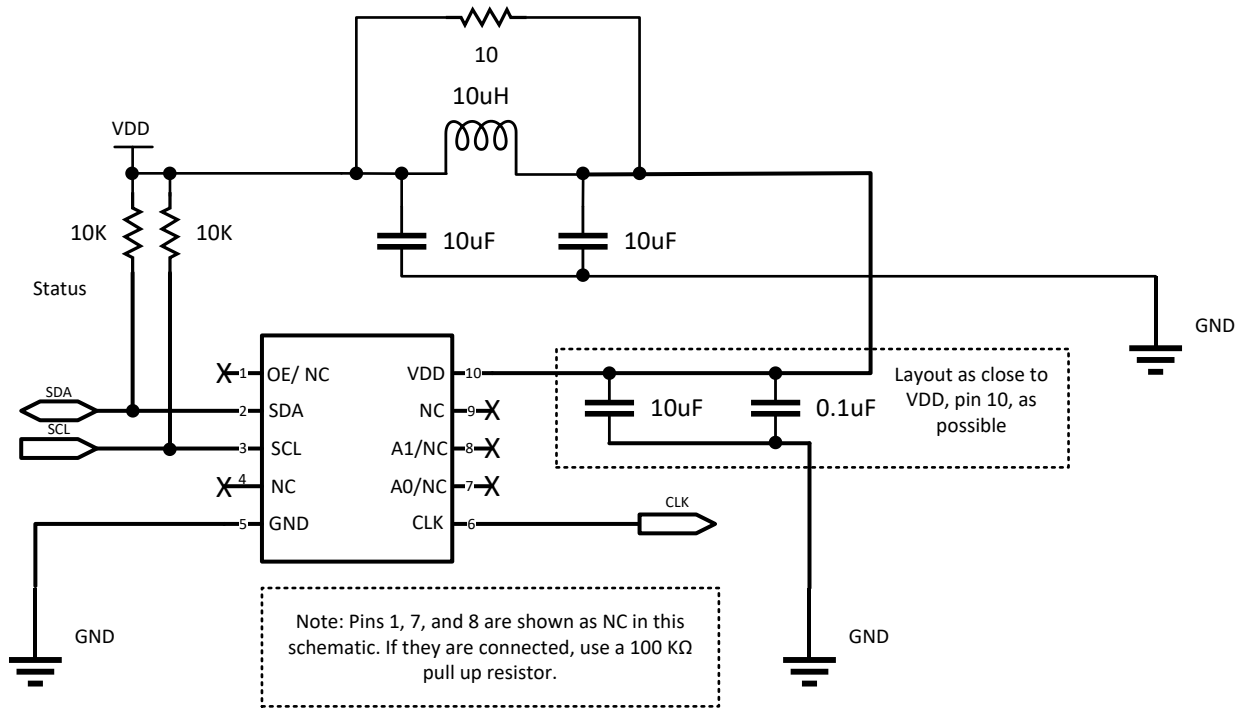 10
10uH
VDD
10K
10K
10uF
10uF
Status
GND
1
OE/ NC
VDD
10
Layout as close to
VDD, pin 10, as
possible
SDA
2
SDA
NC
9
10uF
0.1uF
SCL
3
SCL
A1/NC
8
4
NC
A0/NC
7
5
GND
CLK
6
CLK
Note: Pins 1, 7, and 8 are shown as NC in this
schematic. If they are connected, use a 100 KΩ
pull up resistor.
GND
GND